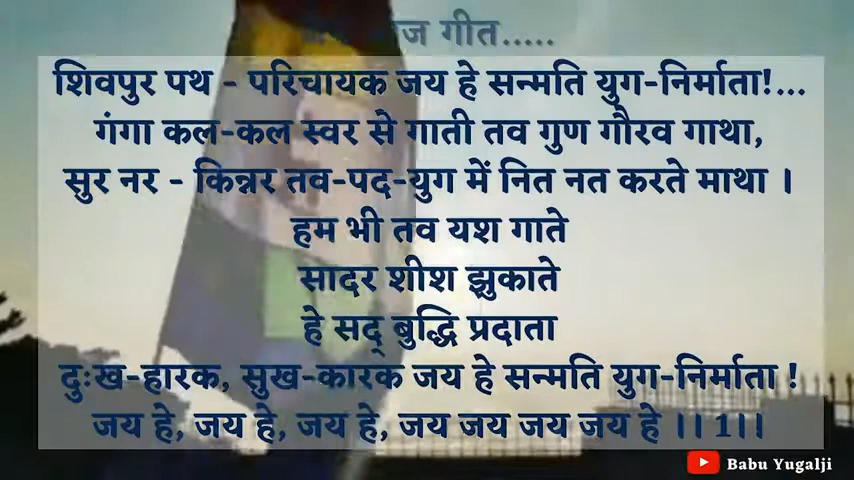 गीत.....
शिवपुर पथ - परिचायक जय हे सन्मति युग-निर्माता!...
गंगा कल-कल स्वर से गाती तव गुण गौरव गाथा,
सुर नर - किन्नर तव-पद-युग में नित नत करते माथा ।
हम भी तव यश गाते
सादर शीश झुकाते
हे सद् बुद्धि प्रदाता
दुःख-हारक, सुख-कारक जय हे सन्मति युग-निर्माता !
जय हे, जय हे, जय हे, जय जय जय जय हे ।। 1।।
Babu Yugalji